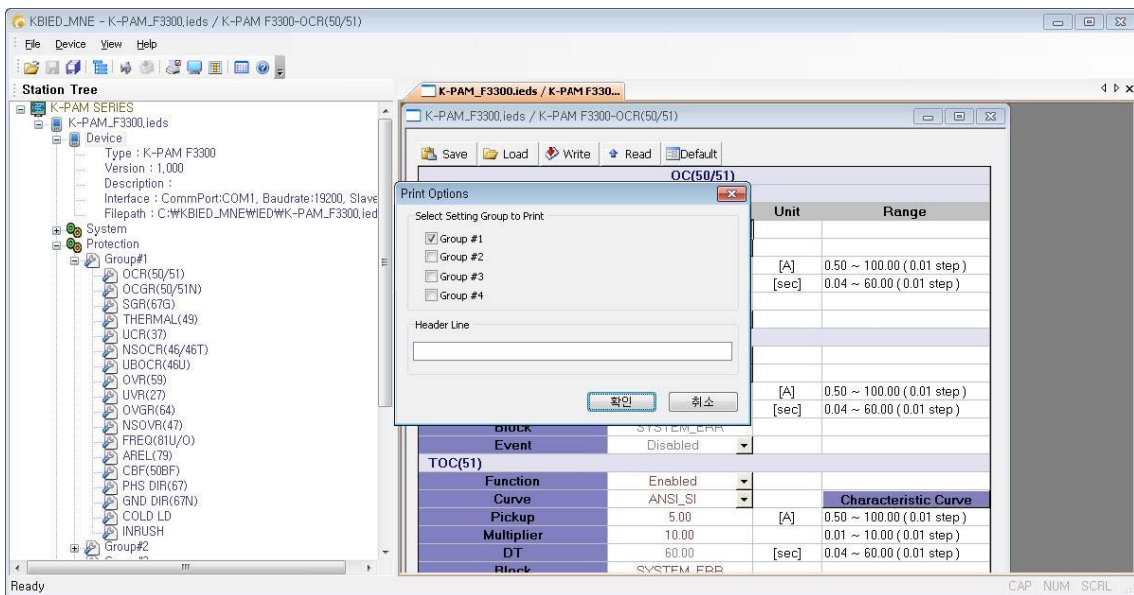 KBIED_MNE - K-PAM_F3300,ieds / K-PAM F3300-OCR(50/51)
File Device View Help
Station Tree
K-PAM SERIES
K-PAM_F3300,ieds
Device
Type : K-PAM F3300
Version : 1,000
Description :
Interface : CommPort:COM1, Baudrate:19200, Slave
Filepath : C:₩KBIED_MNE₩IED₩K-PAM_F3300,ied
System
Protection
Group#1
OCR(50/51)
OCGR(50/51N)
SGR(67G)
THERMAL(49)
UCR(37)
NSOCR(46/46T)
UBOCR(46U)
OVR(59)
UVR(27)
OVGR(64)
NSOVR(47)
FREQ(81U/O)
AREL(79)
CBF(50BF)
PHS DIR(67)
GND DIR(67N)
COLD LD
INRUSH
Group#2
K-PAM_F3300.ieds / K-PAM F330...
K-PAM_F3300,ieds / K-PAM F3300-OCR(50/51)
Save Load Write Read Default
OC(50/51)
Unit Range
[A] 0.50 ~ 100.00 ( 0.01 step )
[sec] 0.04 ~ 60.00 ( 0.01 step )
[A] 0.50 ~ 100.00 ( 0.01 step )
[sec] 0.04 ~ 60.00 ( 0.01 step )
Block SYSTEM_ERR
Event Disabled
TOC(51)
Function Enabled
Curve ANSI_SI Characteristic Curve
Pickup 5.00 [A] 0.50 ~ 100.00 ( 0.01 step )
Multiplier 10.00 0.01 ~ 10.00 ( 0.01 step )
DT 60.00 [sec] 0.04 ~ 60.00 ( 0.01 step )
Block SYSTEM_ERR
Print Options
Select Setting Group to Print
Group #1
Group #2
Group #3
Group #4
Header Line
확인 취소
Ready CAP NUM SCRL